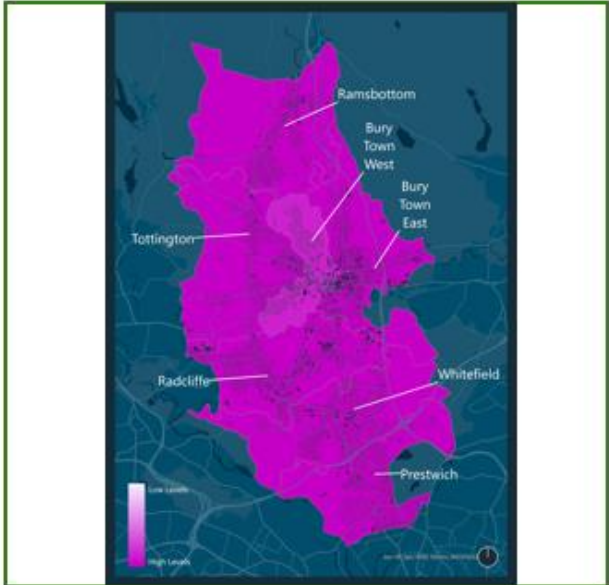 Ramsbottom
Bury
Town
West
Bury
Town
East
Tottington
Radcliffe
Whitefield
Prestwich
Low Levels
High Levels